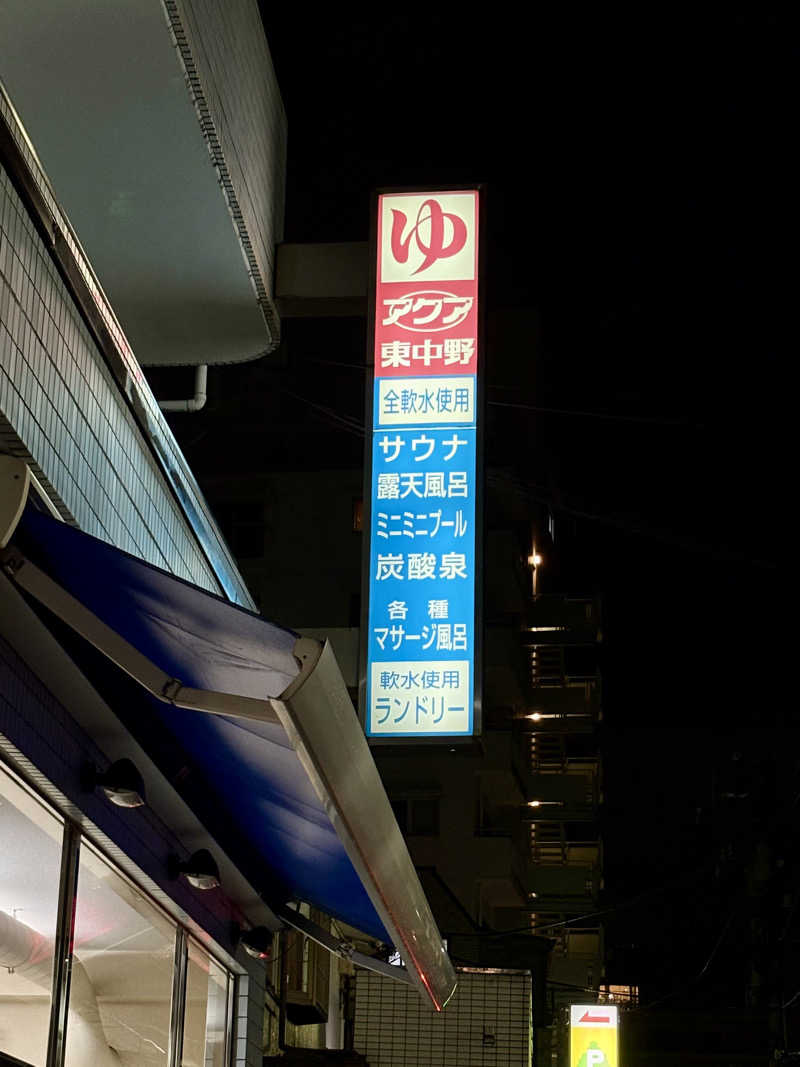 ゆ
アクア
東中野
全軟水使用
サウナ
露天風呂
ミニミニプール
炭酸泉
各種
マサージ風呂
軟水使用
ランドリー
P